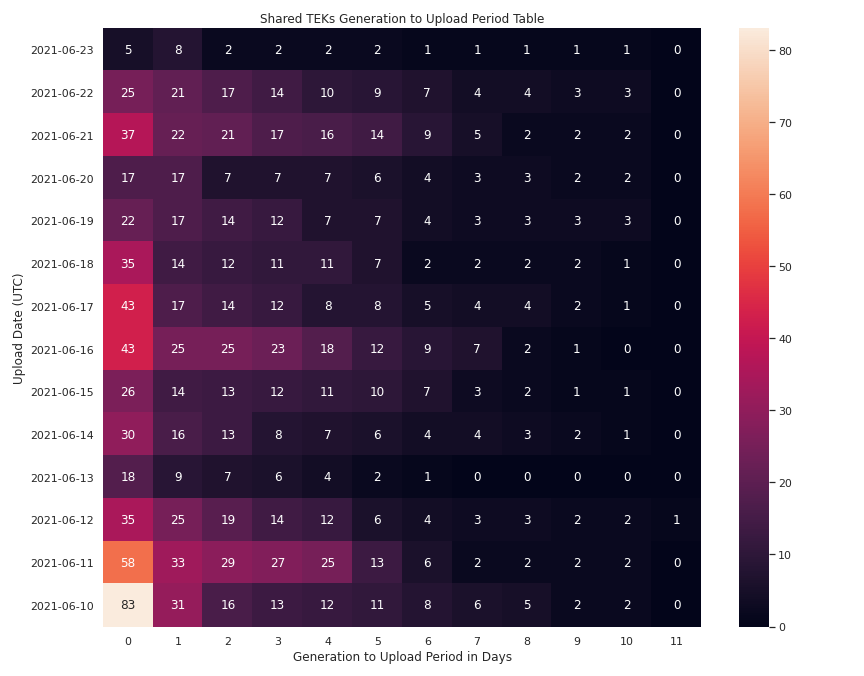 Shared TEKs Generation to Upload Period Table
Upload Date (UTC)
2021-06-23 5 8 2 2 2 2 1 1 1 1 1 0
2021-06-22 25 21 17 14 10 9 7 4 4 3 3 0
2021-06-21 37 22 21 17 16 14 9 5 2 2 2 0
2021-06-20 17 17 7 7 7 6 4 3 3 2 2 0
2021-06-19 22 17 14 12 7 7 4 3 3 3 3 0
2021-06-18 35 14 12 11 11 7 2 2 2 2 1 0
2021-06-17 43 17 14 12 8 8 5 4 4 2 1 0
2021-06-16 43 25 25 23 18 12 9 7 2 1 0 0
2021-06-15 26 14 13 12 11 10 7 3 2 1 1 0
2021-06-14 30 16 13 8 7 6 4 4 3 2 1 0
2021-06-13 18 9 7 6 4 2 1 0 0 0 0 0
2021-06-12 35 25 19 14 12 6 4 3 3 2 2 1
2021-06-11 58 33 29 27 25 13 6 2 2 2 2 0
2021-06-10 83 31 16 13 12 11 8 6 5 2 2 0
0 1 2 3 4 5 6 7 8 9 10 11
Generation to Upload Period in Days
80
70
60
50
40
30
20
10
0